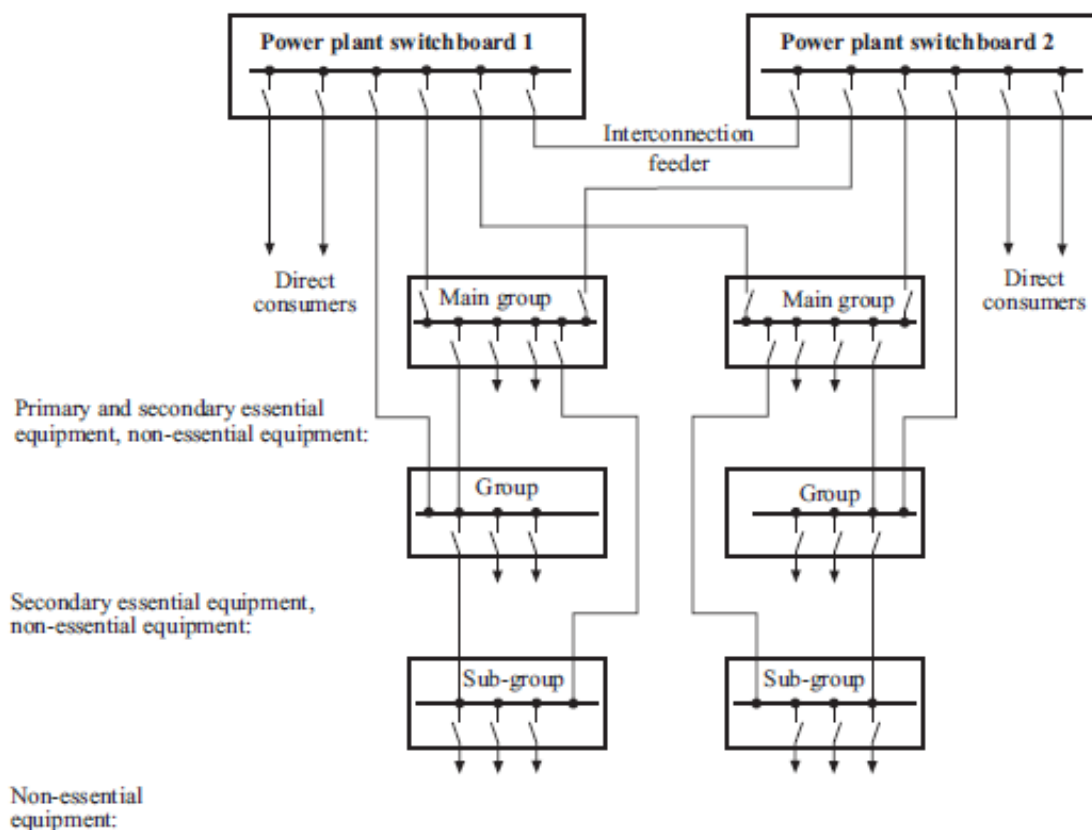 Power plant switchboard 1
Power plant switchboard 2
Interconnection
feeder
Direct
consumers
Direct
consumers
Main group
Main group
Primary and secondary essential
equipment, non-essential equipment:
Group
Group
Secondary essential equipment,
non-essential equipment:
Sub-group
Sub-group
Non-essential
equipment: